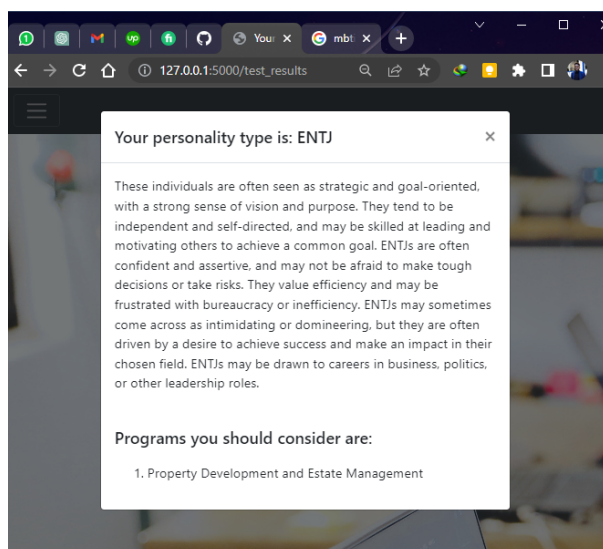 You
mbt
127.0.0.1:5000/test_results
Your personality type is: ENTJ
These individuals are often seen as strategic and goal-oriented,
with a strong sense of vision and purpose. They tend to be
independent and self-directed, and may be skilled at leading and
motivating others to achieve a common goal. ENTJs are often
confident and assertive, and may not be afraid to make tough
decisions or take risks. They value efficiency and may be
frustrated with bureaucracy or inefficiency. ENTJs may sometimes
come across as intimidating or domineering, but they are often
driven by a desire to achieve success and make an impact in their
chosen field. ENTJs may be drawn to careers in business, politics,
or other leadership roles.
Programs you should consider are:
1. Property Development and Estate Management